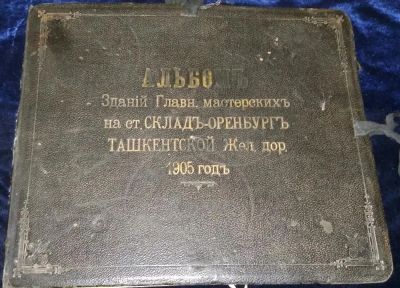 АЛЬБОМЪ
Зданій Главн. мастерскихъ
на ст. СКЛАДЪ-ОРЕНБУРГЪ
ТАШКЕНТСКОЙ Жел. дор.
1905 годъ